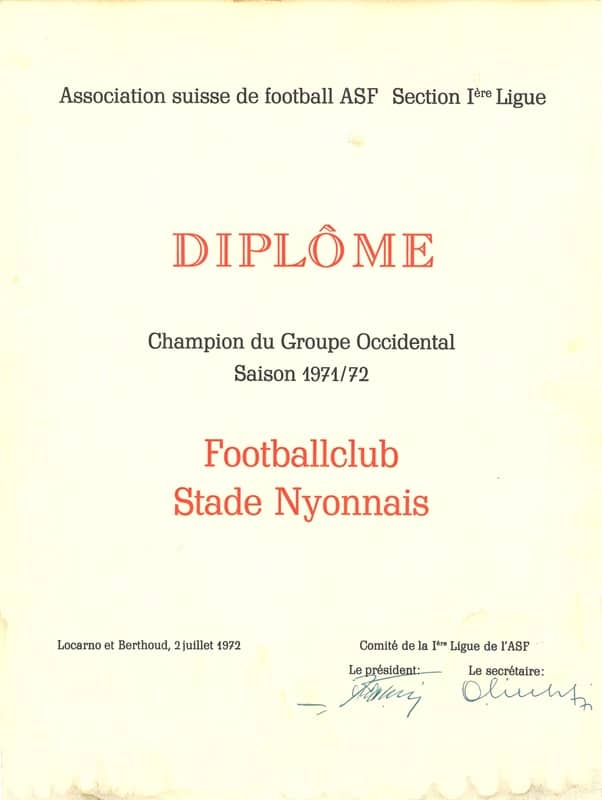 Association suisse de football ASF Section Ière Ligue
DIPLÔME
Champion du Groupe Occidental
Saison 1971/72
Footballclub
Stade Nyonnais
Locarno et Berthoud, 2 juillet 1972
Comité de la Ière Ligue de l'ASF
Le président: Le secrétaire: